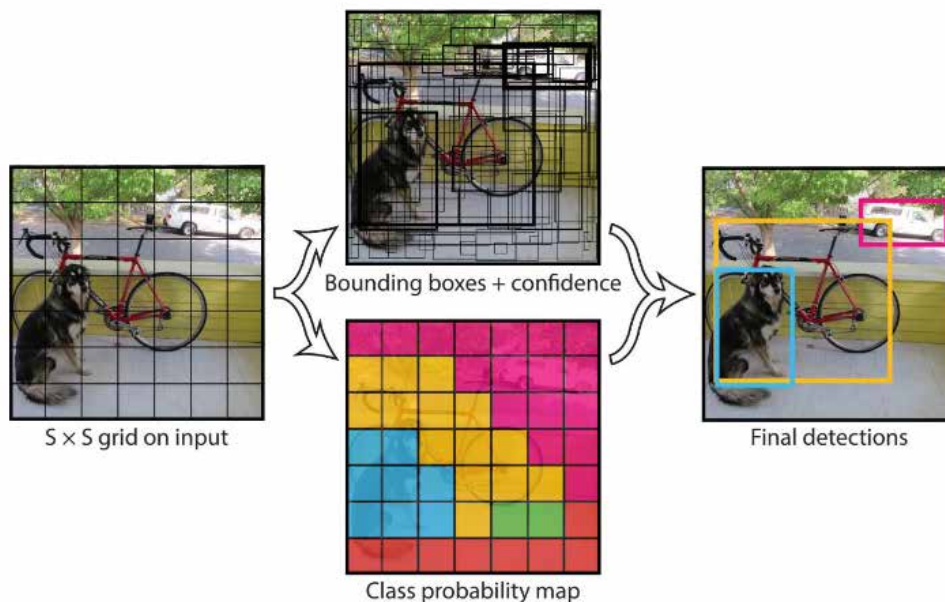 Bounding boxes + confidence
S × S grid on input
Final detections
Class probability map